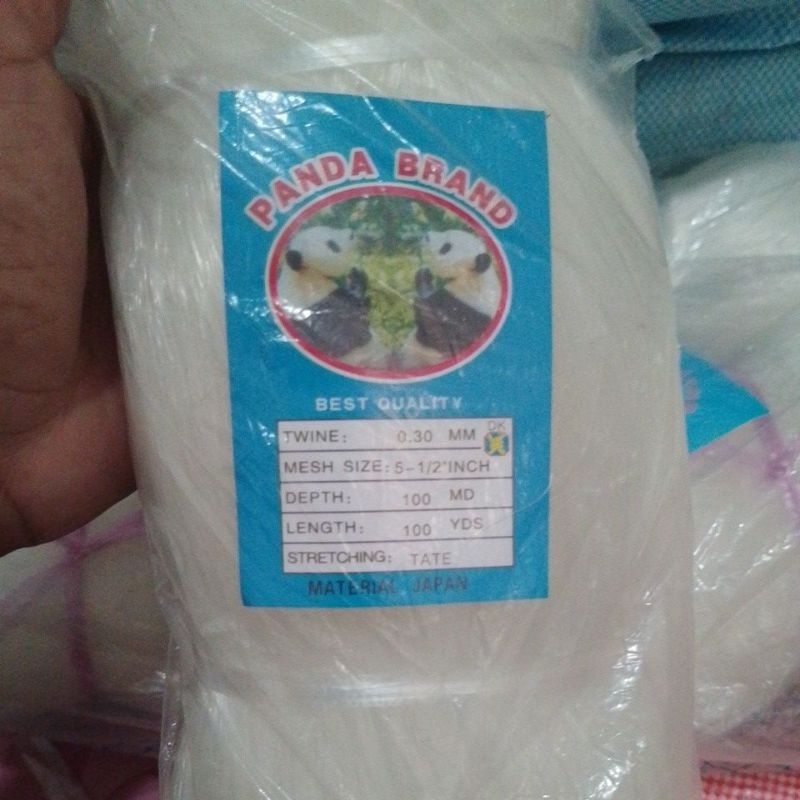 PANDA BRAND
BEST QUALITY
DK
TWINE: 0.30 MM
MESH SIZE: 5-1/2'INCH
DEPTH: 100 MD
LENGTH: 100 YDS
STRETCHING: TATE
MATERIAL JAPAN